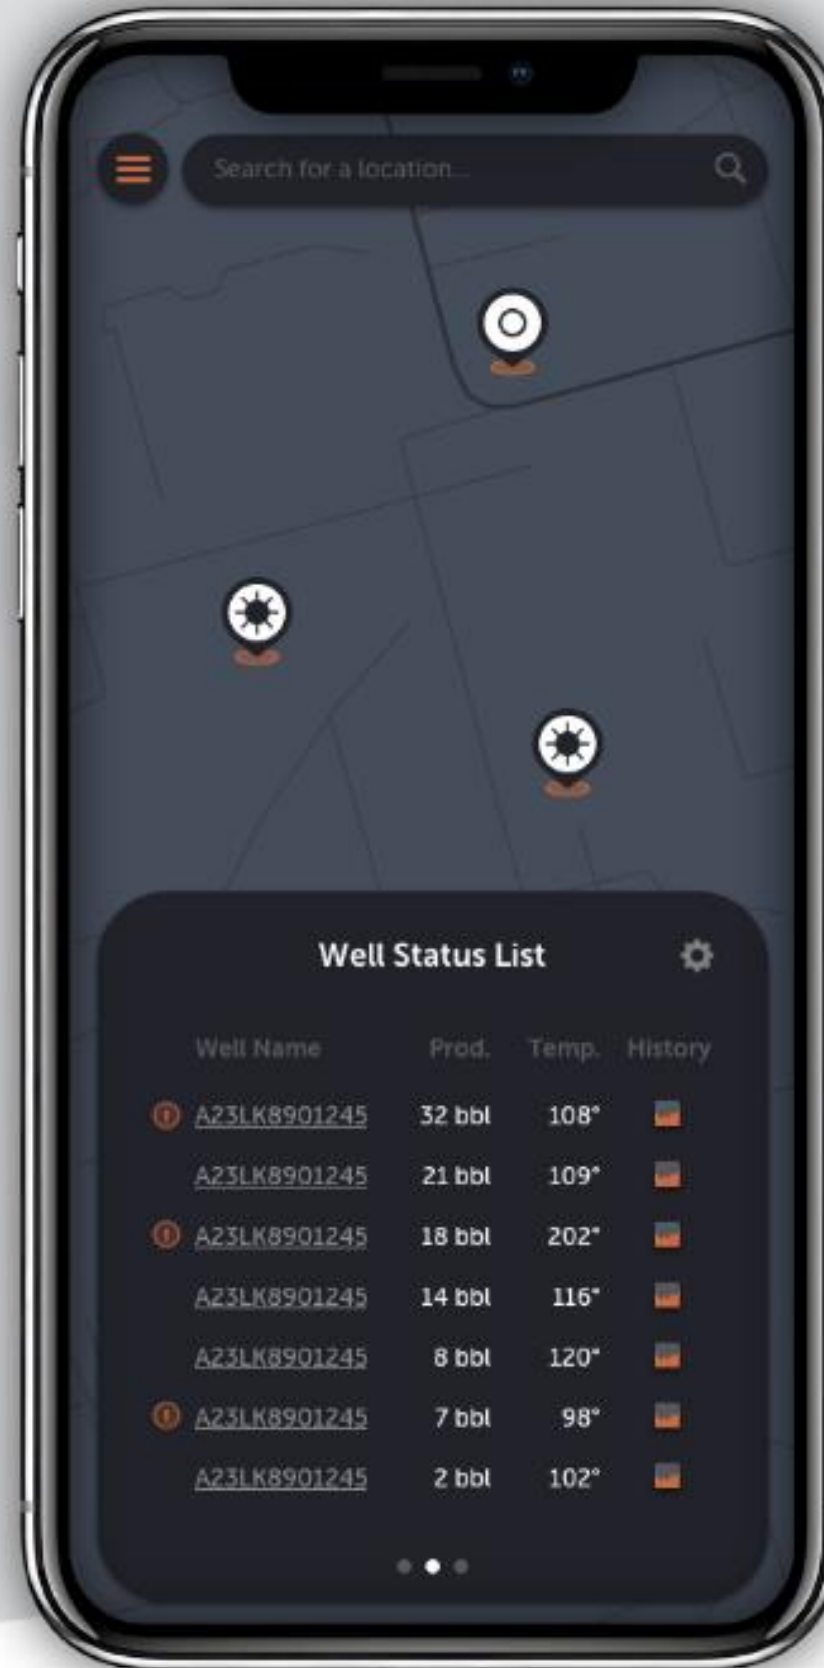 Search for a location...
Well Status List
Well Name Prod. Temp. History
A23LK8901245 32 bbl 108°
A23LK8901245 21 bbl 109°
A23LK8901245 18 bbl 202°
A23LK8901245 14 bbl 116°
A23LK8901245 8 bbl 120°
A23LK8901245 7 bbl 98°
A23LK8901245 2 bbl 102°